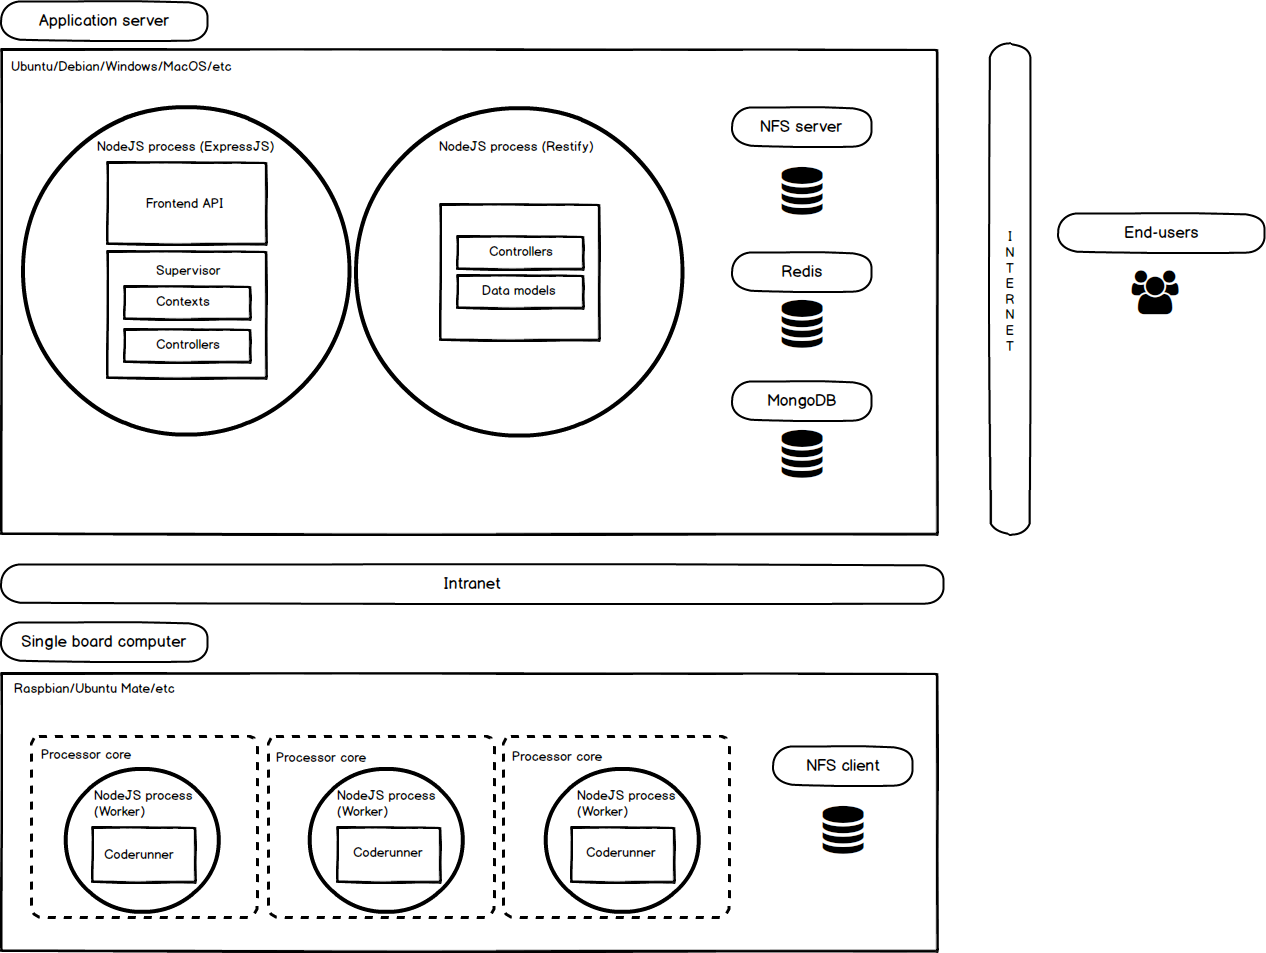 Application server
Ubuntu/Debian/Windows/MacOS/etc
NodeJS process (ExpressJS)
Frontend API
Supervisor
Contexts
Controllers
NodeJS process (Restify)
Controllers
Data models
NFS server
Redis
MongoDB
I
N
T
E
R
N
E
T
End-users
Intranet
Single board computer
Raspbian/Ubuntu Mate/etc
Processor core
NodeJS process
(Worker)
Coderunner
Processor core
NodeJS process
(Worker)
Coderunner
Processor core
NodeJS process
(Worker)
Coderunner
NFS client